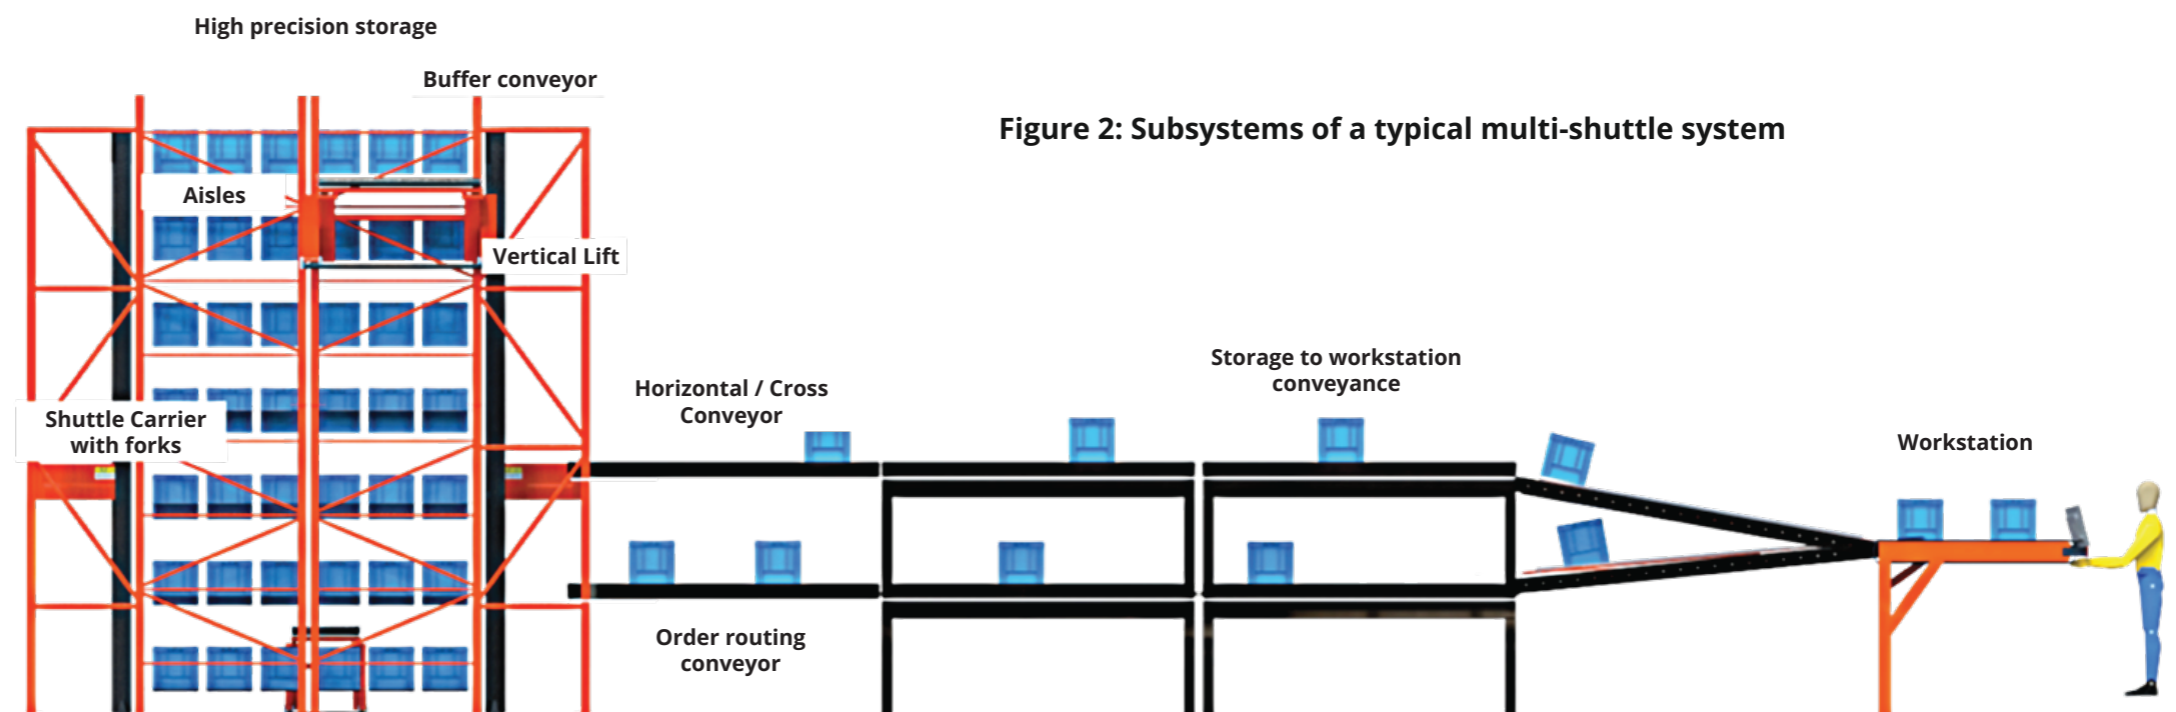 High precision storage
Buffer conveyor
Figure 2: Subsystems of a typical multi-shuttle system
Aisles
Vertical Lift
Shuttle Carrier
with forks
Horizontal / Cross
Conveyor
Storage to workstation
conveyance
Workstation
Order routing
conveyor